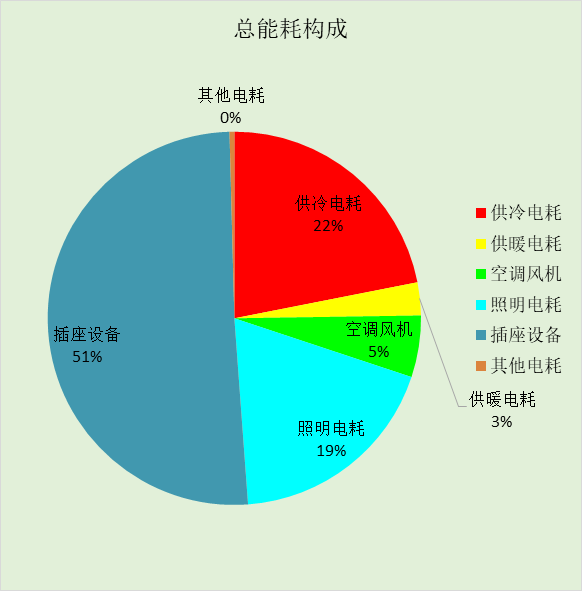 总能耗构成
其他电耗
0%
供冷电耗
22%
空调风机
5%
供暖电耗
3%
照明电耗
19%
插座设备
51%
供冷电耗
供暖电耗
空调风机
照明电耗
插座设备
其他电耗